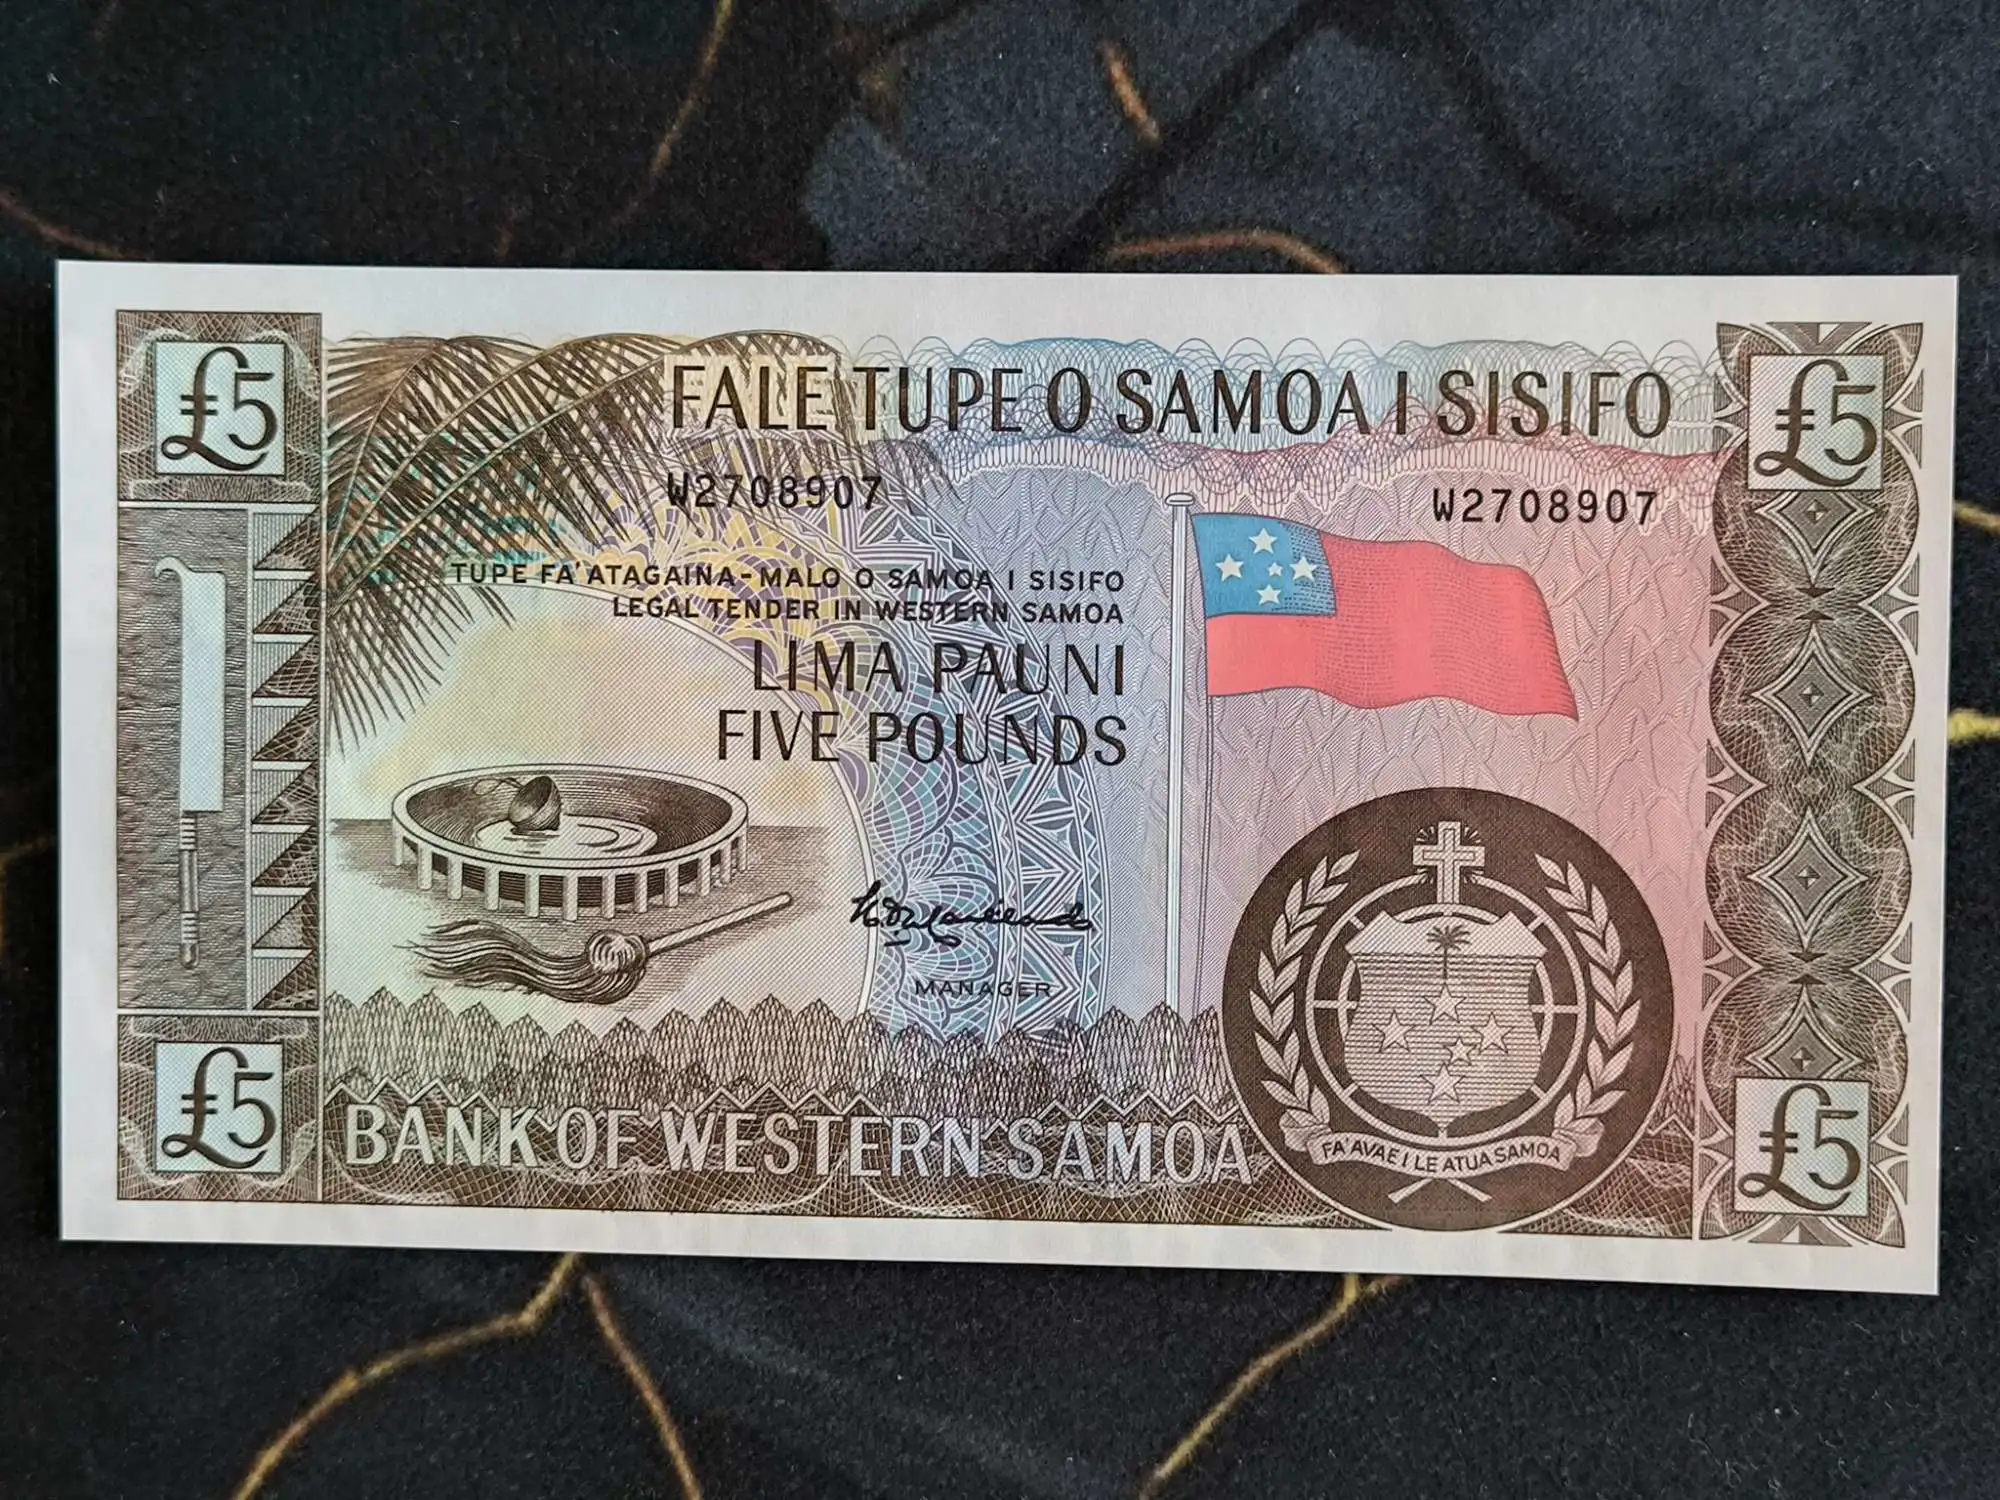 £5
£5
FALE TUPE O SAMOA I SISIFO
W2708907
W2708907
TUPE FA'ATAGAINA-MALO O SAMOA I SISIFO
LEGAL TENDER IN WESTERN SAMOA
LIMA PAUNI
FIVE POUNDS
MANAGER
FA'AVAE I LE ATUA SAMOA
£5
BANK OF WESTERN SAMOA
£5